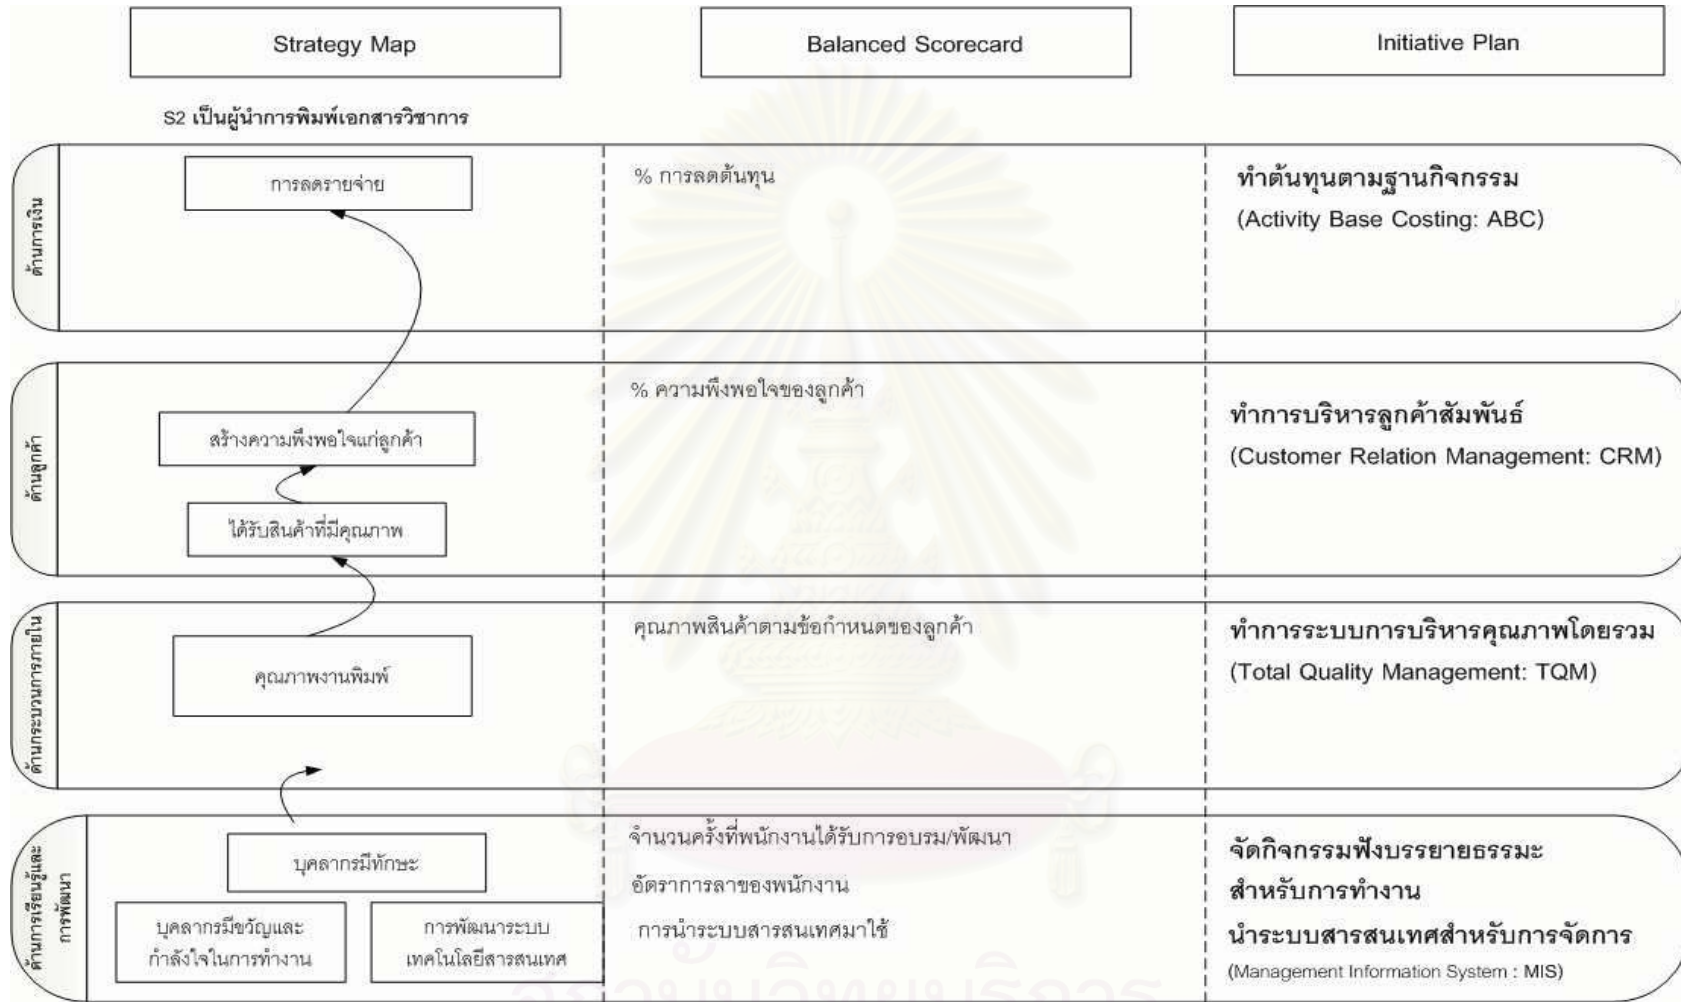 Strategy Map
Balanced Scorecard
Initiative Plan
S2 เป็นผู้นำการพิมพ์เอกสารวิชาการ
ด้านการเงิน
การลดรายจ่าย
% การลดต้นทุน
ทำต้นทุนตามฐานกิจกรรม
(Activity Base Costing: ABC)
ด้านลูกค้า
สร้างความพึงพอใจแก่ลูกค้า
ได้รับสินค้าที่มีคุณภาพ
% ความพึงพอใจของลูกค้า
ทำการบริหารลูกค้าสัมพันธ์
(Customer Relation Management: CRM)
ด้านกระบวนการภายใน
คุณภาพงานพิมพ์
คุณภาพสินค้าตามข้อกำหนดของลูกค้า
ทำการระบบการบริหารคุณภาพโดยรวม
(Total Quality Management: TQM)
ด้านการเรียนรู้และ
การพัฒนา
บุคลากรมีทักษะ
บุคลากรมีขวัญและ
กำลังใจในการทำงาน
การพัฒนาระบบ
เทคโนโลยีสารสนเทศ
จำนวนครั้งที่พนักงานได้รับการอบรม/พัฒนา
อัตราการลาของพนักงาน
การนำระบบสารสนเทศมาใช้
จัดกิจกรรมฟังบรรยายธรรมะ
สำหรับการทำงาน
นำระบบสารสนเทศสำหรับการจัดการ
(Management Information System : MIS)
สถาบันวิทยบริการ